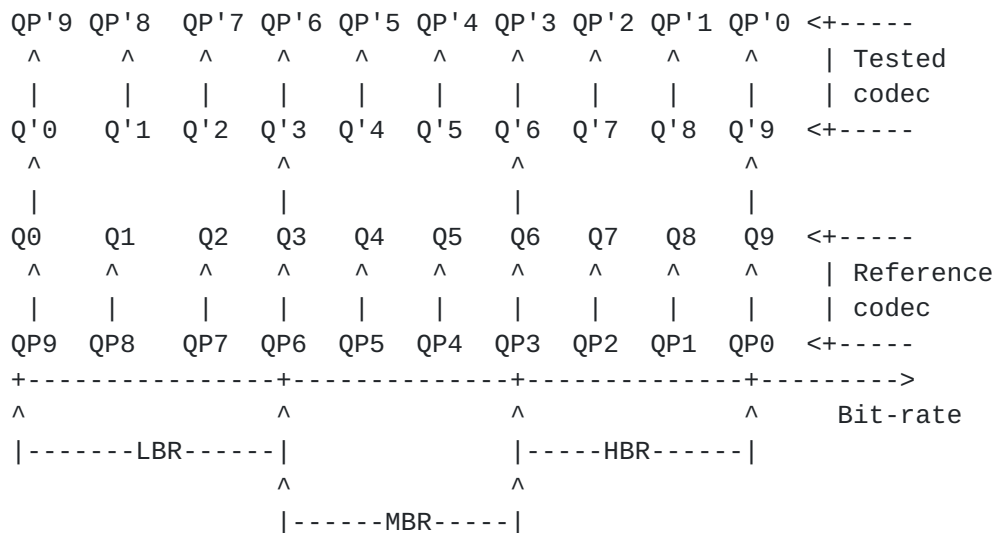 QP'9 QP'8  QP'7 QP'6 QP'5 QP'4 QP'3 QP'2 QP'1 QP'0 <+-----
 ^     ^    ^    ^    ^    ^    ^    ^    ^    ^    | Tested
 |     |    |    |    |    |    |    |    |    |    | codec
Q'0   Q'1  Q'2  Q'3  Q'4  Q'5  Q'6  Q'7  Q'8  Q'9  <+-----
 ^               ^              ^              ^
 |               |              |              |
Q0    Q1    Q2   Q3   Q4   Q5   Q6   Q7   Q8   Q9  <+-----
 ^    ^     ^    ^    ^    ^    ^    ^    ^    ^    | Reference
 |    |     |    |    |    |    |    |    |    |    | codec
QP9  QP8   QP7  QP6  QP5  QP4  QP3  QP2  QP1  QP0  <+-----
+----------------+--------------+--------------+--------->
^                ^              ^              ^     Bit-rate
|-------LBR------|              |-----HBR------|
                 ^              ^
                 |------MBR-----|